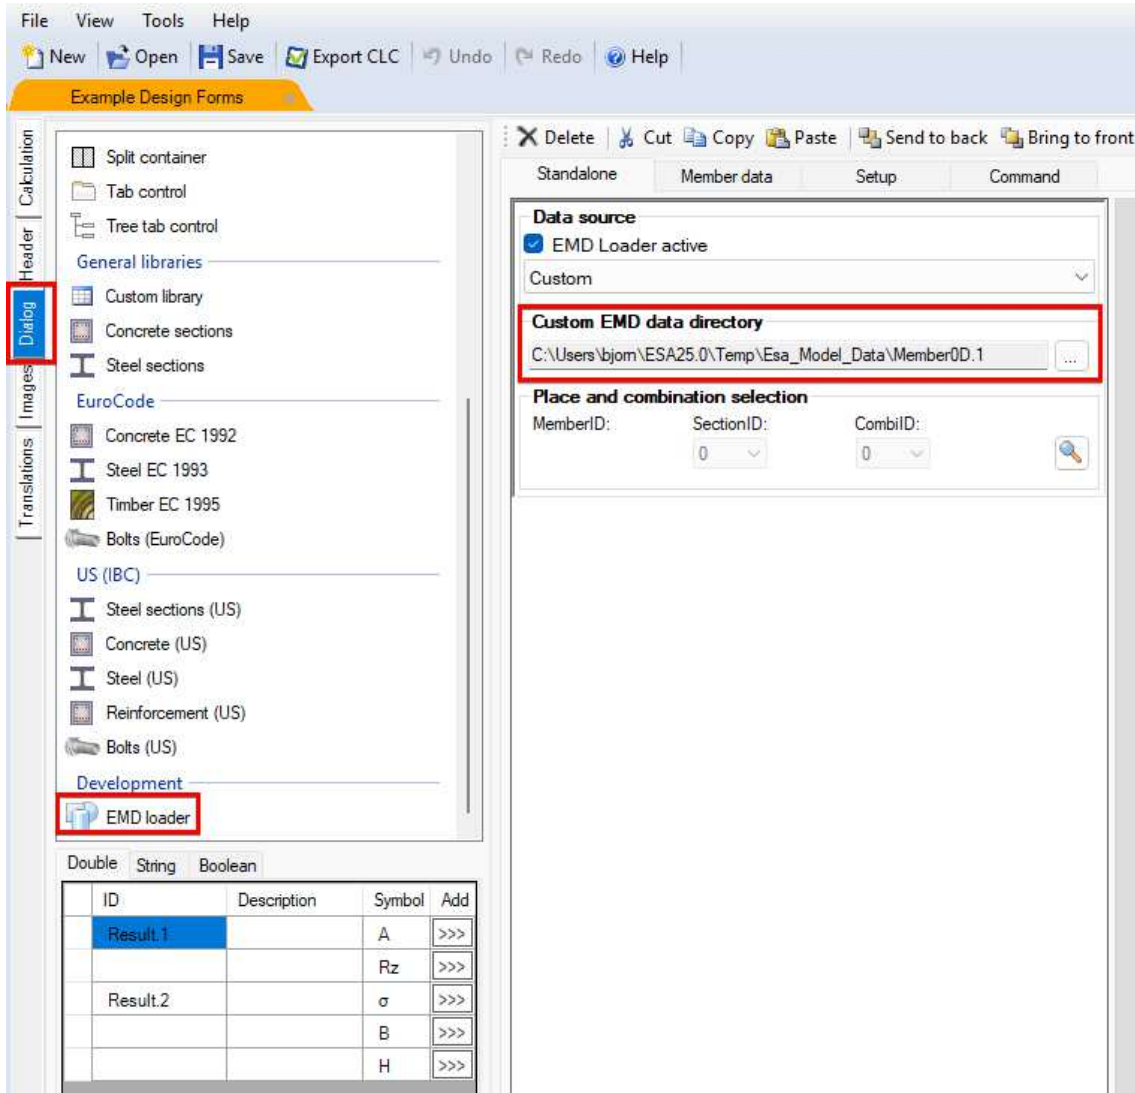 File View Tools Help
New Open Save Export CLC Undo Redo Help
Example Design Forms
Calculation
Header
Dialog
Images
Translations
Split container
Tab control
Tree tab control
General libraries
Custom library
Concrete sections
Steel sections
EuroCode
Concrete EC 1992
Steel EC 1993
Timber EC 1995
Bolts (EuroCode)
US (IBC)
Steel sections (US)
Concrete (US)
Steel (US)
Reinforcement (US)
Bolts (US)
Development
EMD loader
Double String Boolean
ID Description Symbol Add
Result.1 A >>>
Rz >>>
Result.2 σ >>>
B >>>
H >>>
Delete Cut Copy Paste Send to back Bring to front
Standalone Member data Setup Command
Data source
EMD Loader active
Custom
Custom EMD data directory
C:\Users\bjorn\ESA25.0\Temp\Esa_Model_Data\Member0D.1 ...
Place and combination selection
MemberID: SectionID: CombiID:
0 0